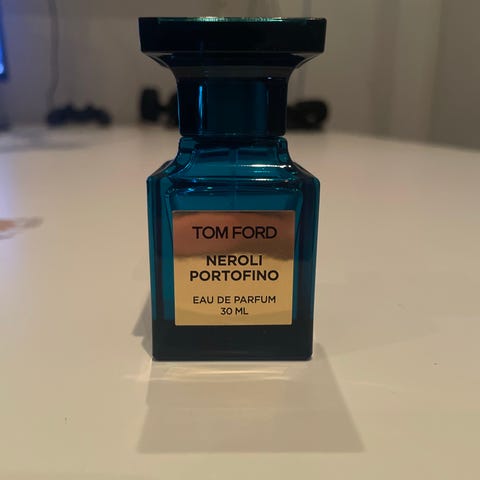 TOM FORD
NEROLI
PORTOFINO
EAU DE PARFUM
30 ML